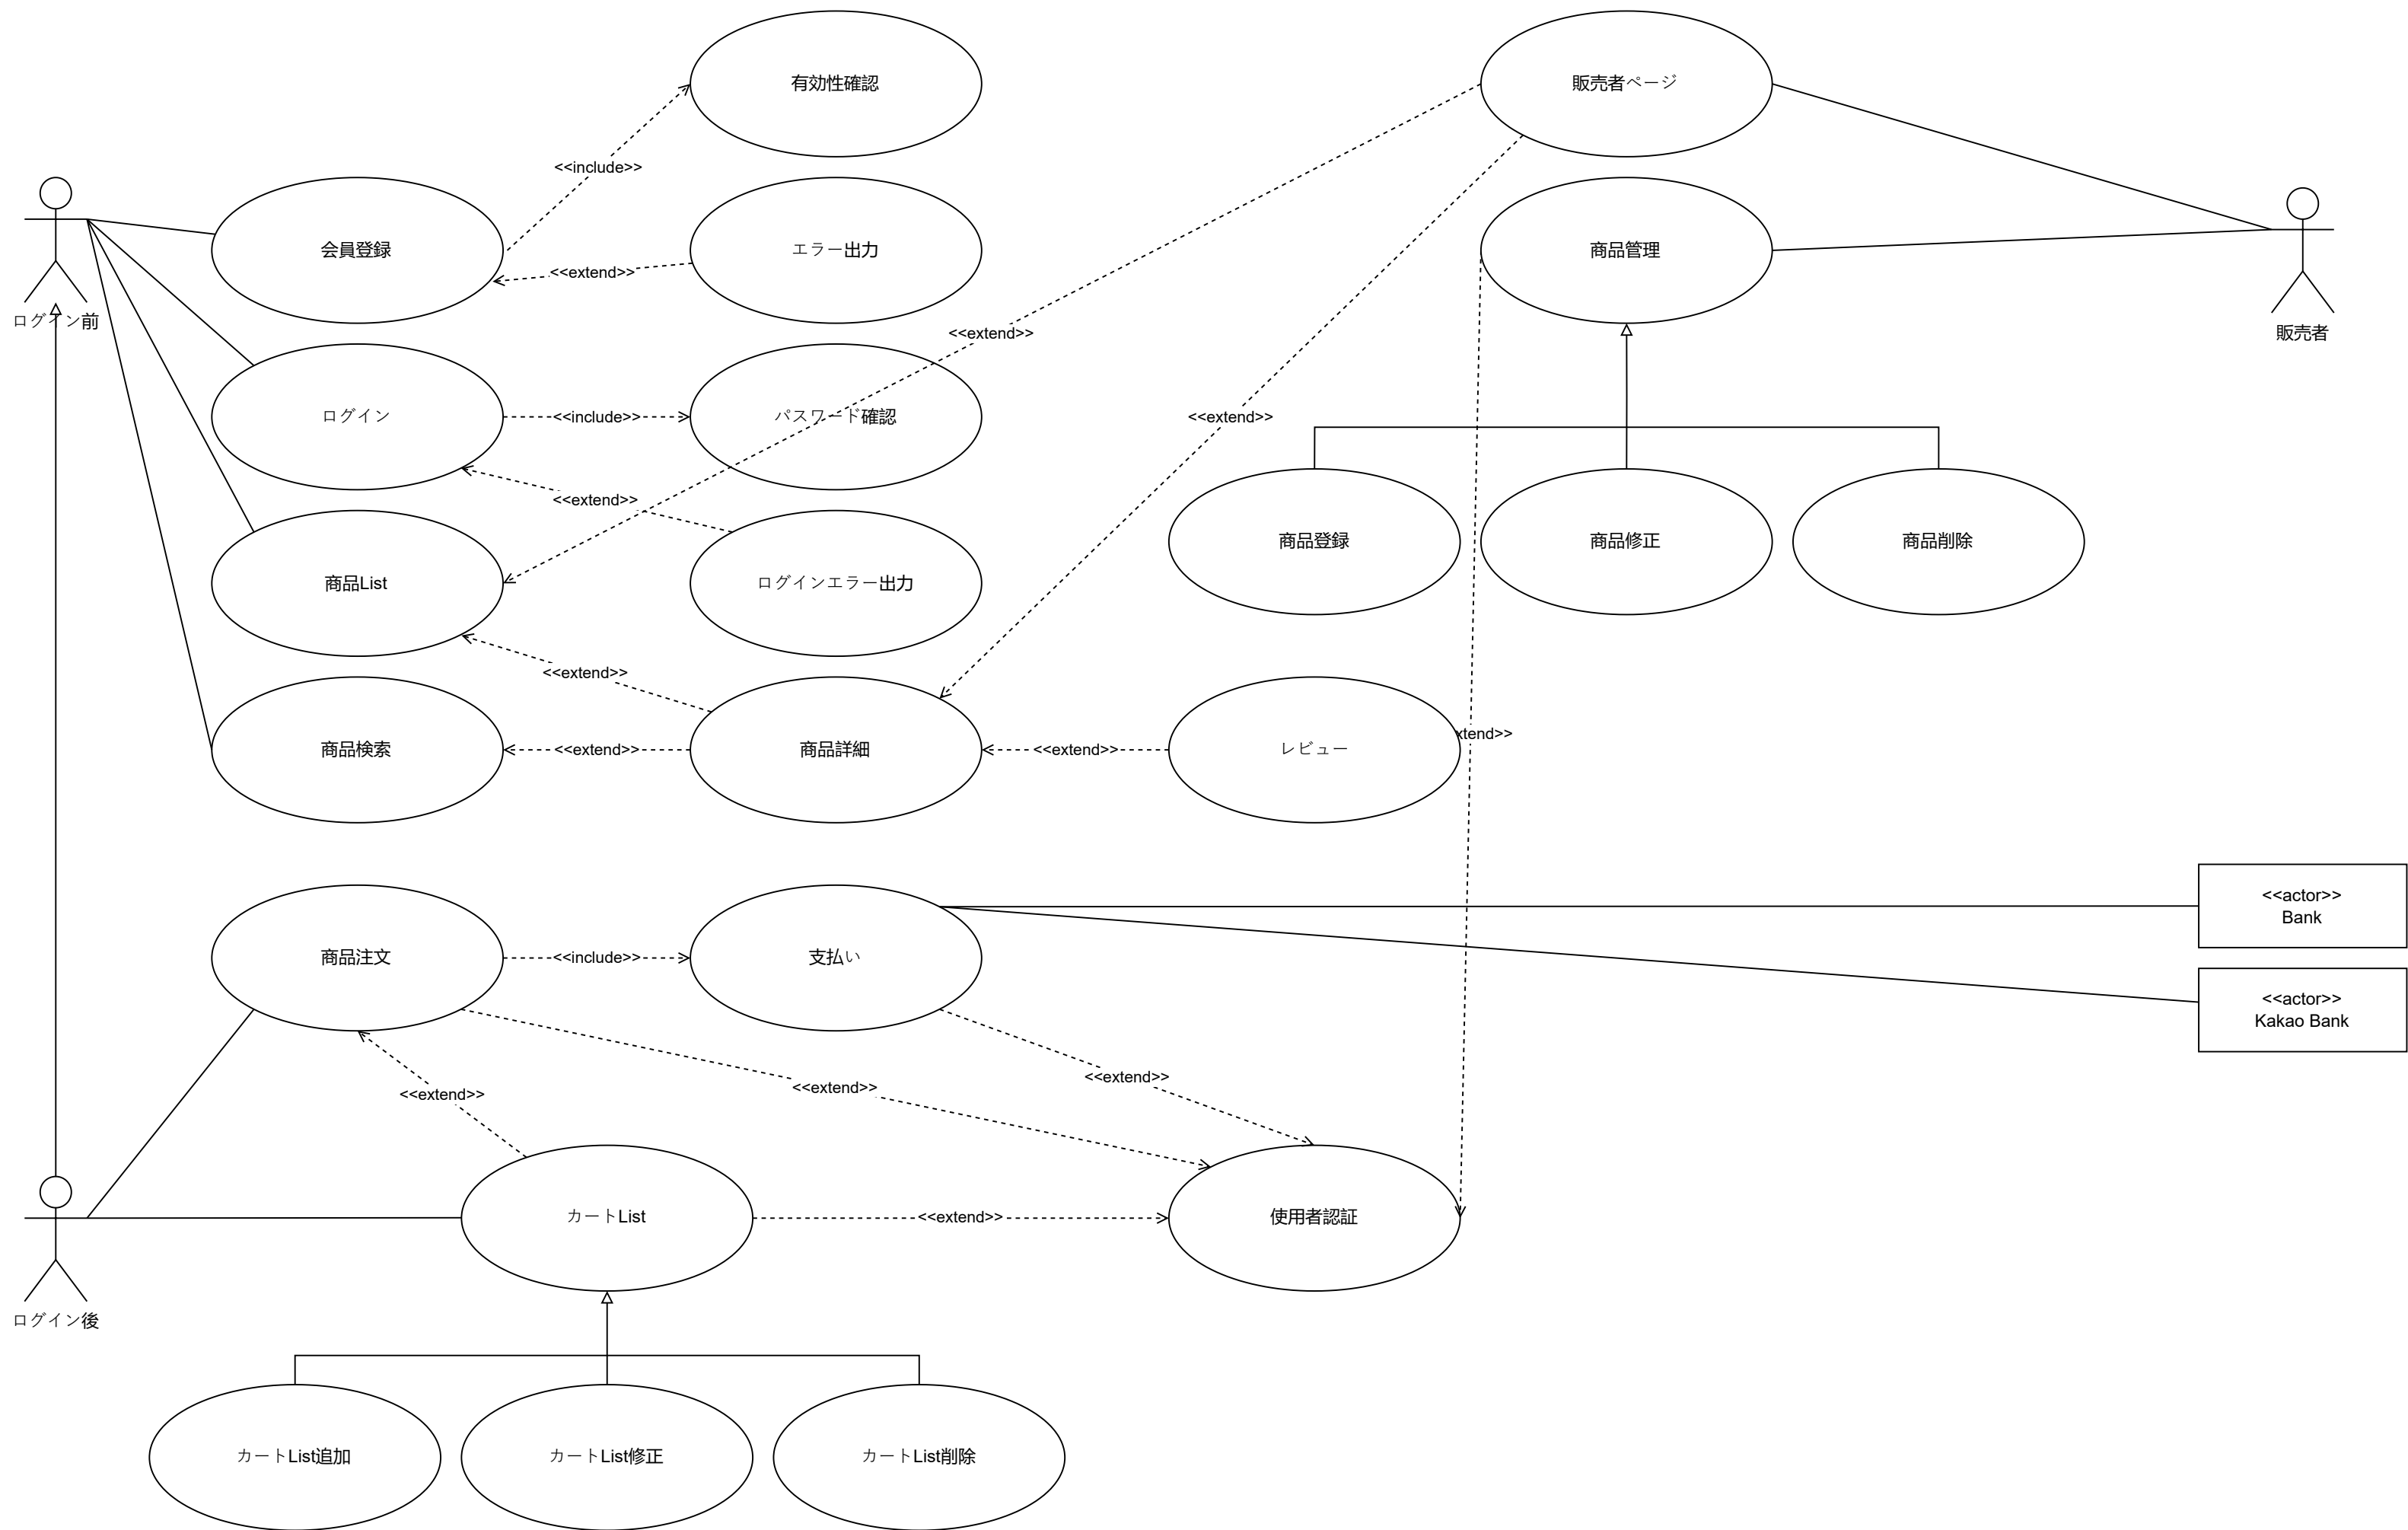 有効性確認
販売者ページ
<<include>>
会員登録
エラー出力
商品管理
<<extend>>
ログイン前
販売者
<<extend>>
ログイン
<<include>>
パスワード確認
<<extend>>
<<extend>>
商品登録
商品修正
商品削除
商品List
ログインエラー出力
<<extend>>
xtend>>
商品検索
<<extend>>
商品詳細
<<extend>>
レビュー
<<actor>>
Bank
商品注文
<<include>>
支払い
<<actor>>
Kakao Bank
<<extend>>
<<extend>>
<<extend>>
カートList
<<extend>>
使用者認証
ログイン後
カートList追加
カートList修正
カートList削除